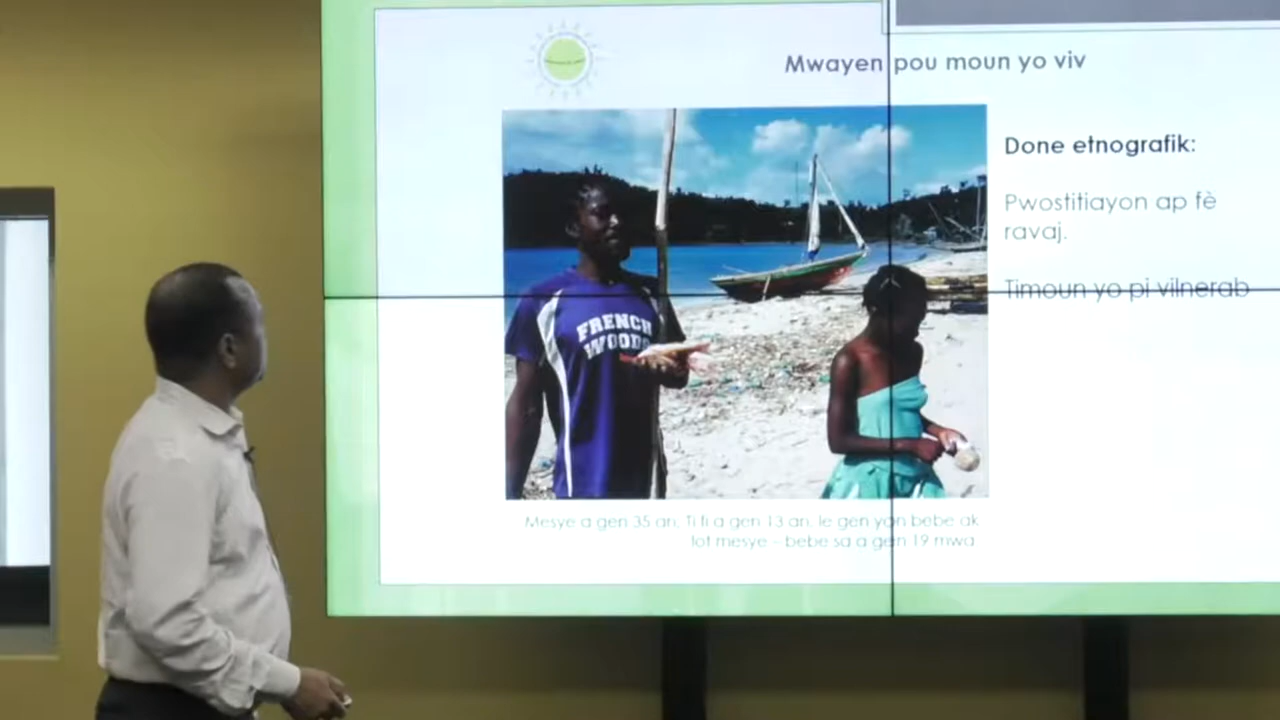 Mwayen pou moun yo viv
Done etnografik:
Pwostitiayon ap fè
ravaj.
Timoun yo pi vilnerab
FRENCH
WOODS
Mesye a gen 35 an. Ti fi a gen 13 an, le gen yon bebe ak
lot mesye – bebe sa a gen 19 mwa